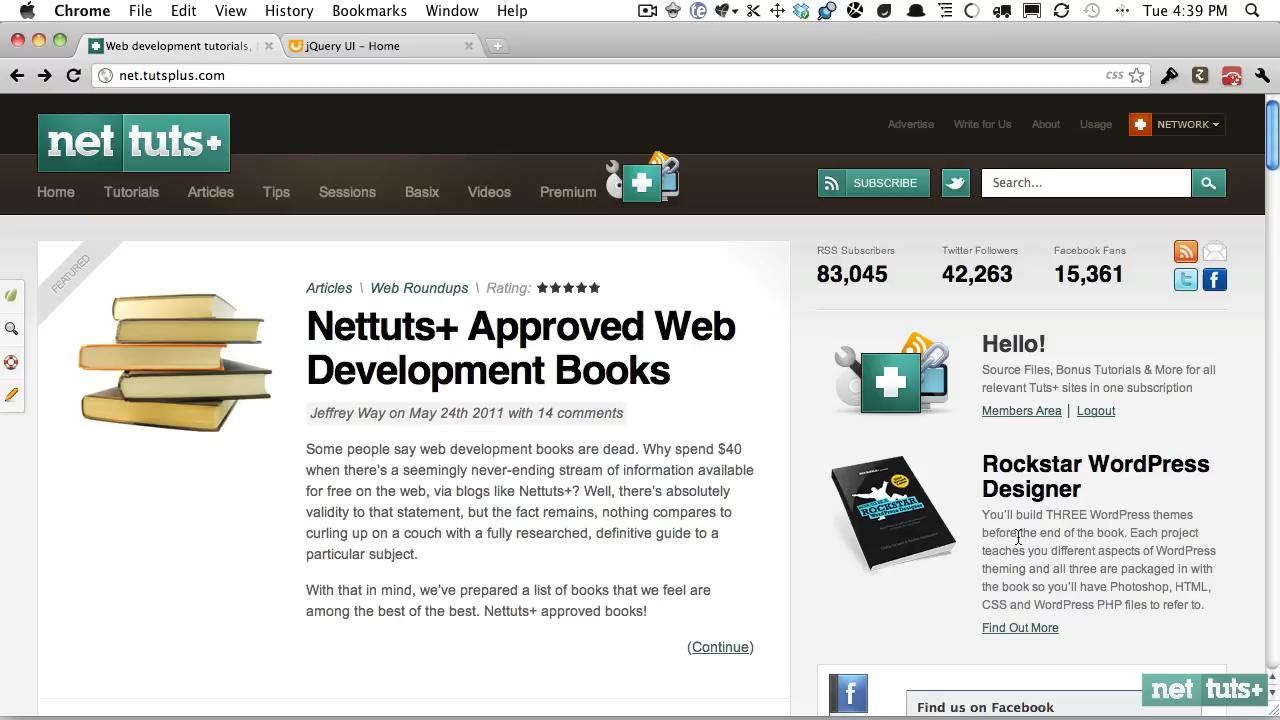 Chrome File Edit View History Bookmarks Window Help Tue 4:39 PM
Web development tutorials, jQuery UI - Home
net.tutsplus.com CSS
Advertise Write for Us About Usage NETWORK
net tuts+
Home Tutorials Articles Tips Sessions Basix Videos Premium
SUBSCRIBE Search...
FEATURED
Articles \ Web Roundups \ Rating: ★★★★★
Nettuts+ Approved Web
Development Books
Jeffrey Way on May 24th 2011 with 14 comments
Some people say web development books are dead. Why spend $40
when there's a seemingly never-ending stream of information available
for free on the web, via blogs like Nettuts+? Well, there's absolutely
validity to that statement, but the fact remains, nothing compares to
curling up on a couch with a fully researched, definitive guide to a
particular subject.
With that in mind, we've prepared a list of books that we feel are
among the best of the best. Nettuts+ approved books!
(Continue)
RSS Subscribers Twitter Followers Facebook Fans
83,045 42,263 15,361
Hello!
Source Files, Bonus Tutorials & More for all
relevant Tuts+ sites in one subscription
Members Area | Logout
ROCKSTAR
Rockstar WordPress
Designer
You'll build THREE WordPress themes
before the end of the book. Each project
teaches you different aspects of WordPress
theming and all three are packaged in with
the book so you'll have Photoshop, HTML,
CSS and WordPress PHP files to refer to.
Find Out More
Find us on Facebook
net tuts+